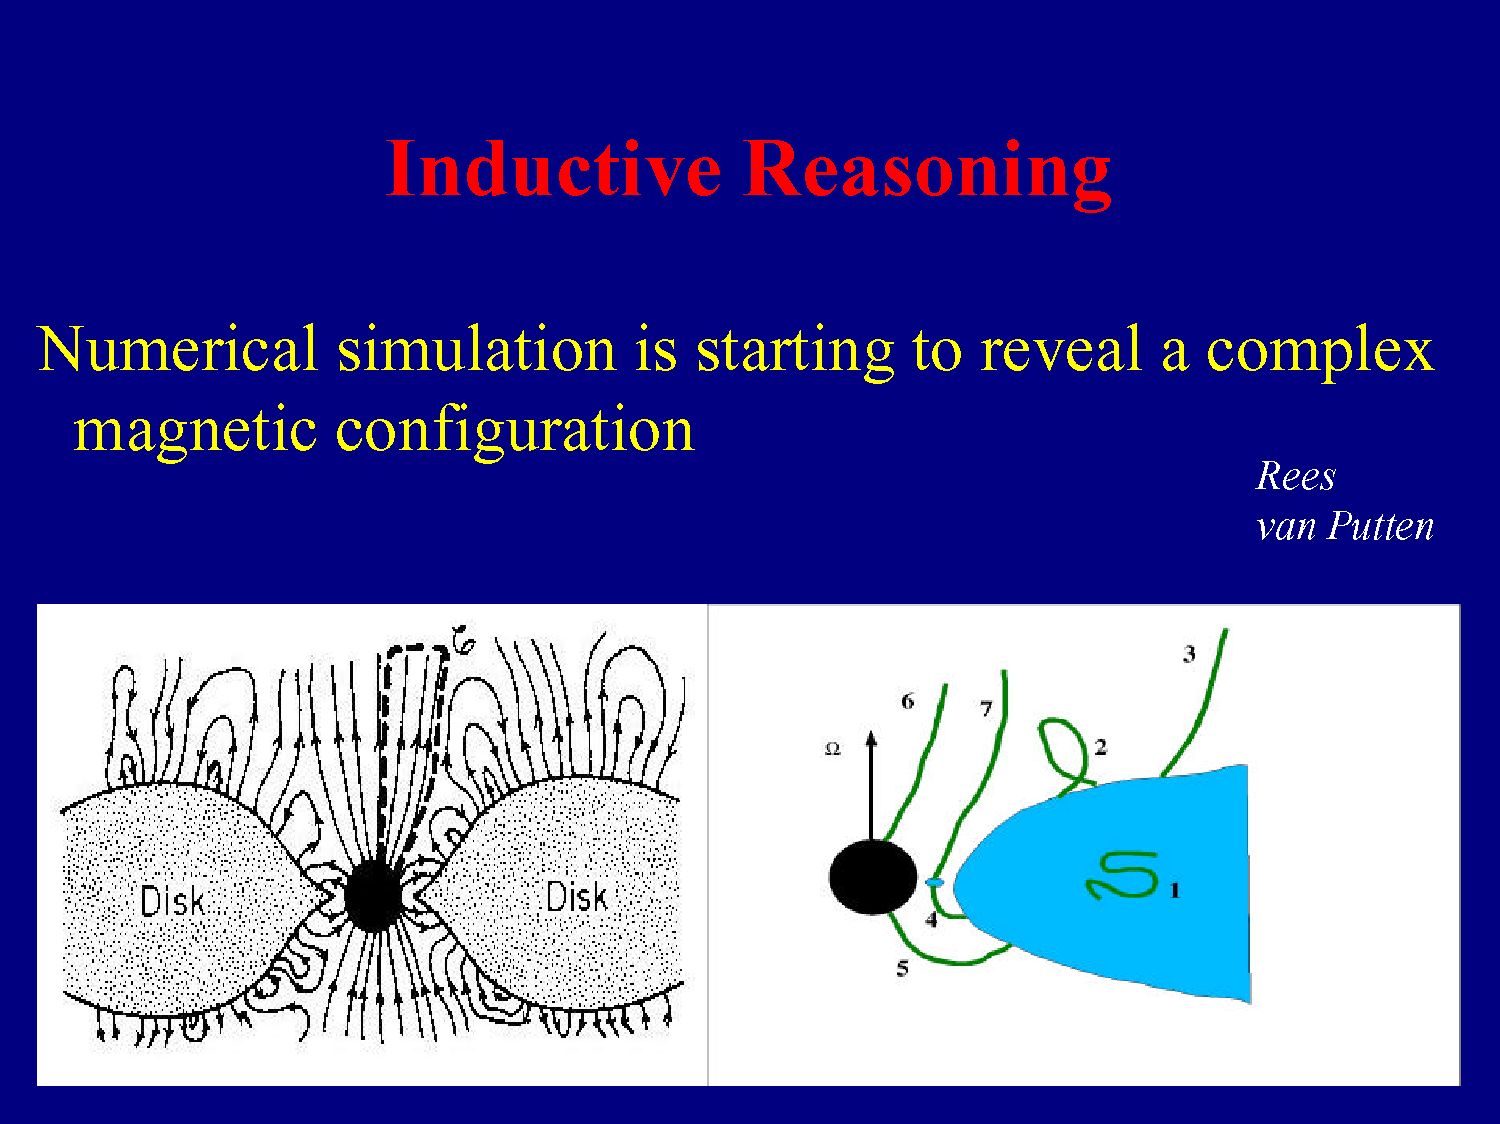 Inductive Reasoning
Numerical simulation is starting to reveal a complex
magnetic configuration
Rees
van Putten
Disk
Disk
3
6
7
Ω
2
1
4
5